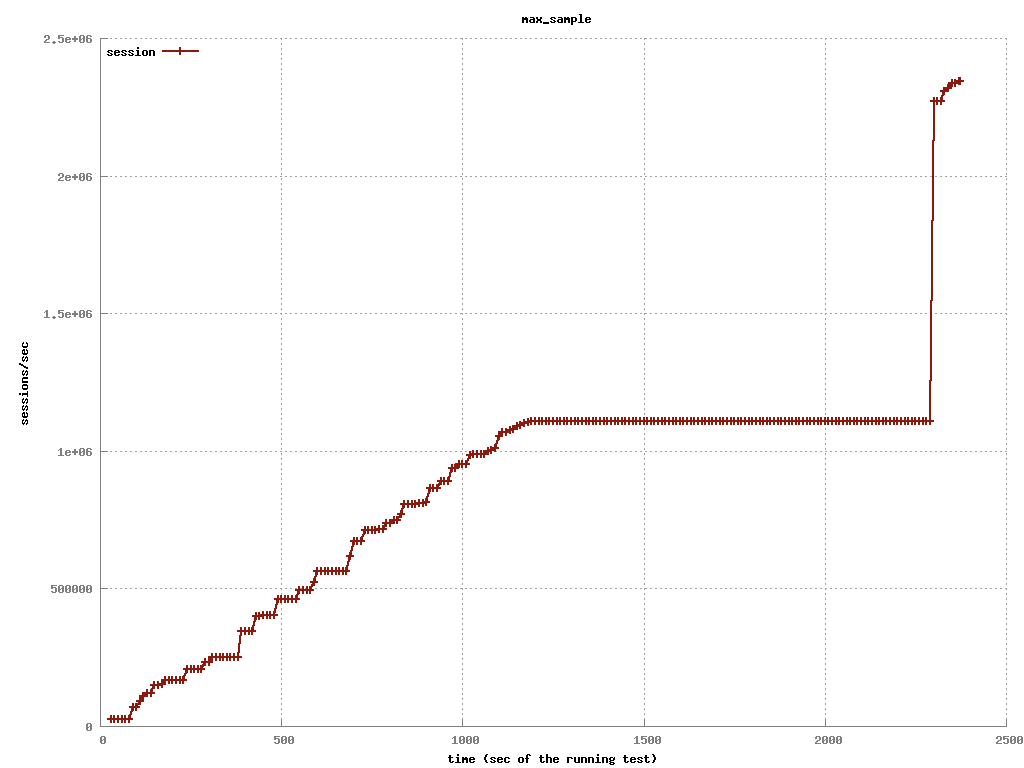 max_sample
2.5e+06
session
2e+06
1.5e+06
sessions/sec
1e+06
500000
0
0 500 1000 1500 2000 2500
time (sec of the running test)